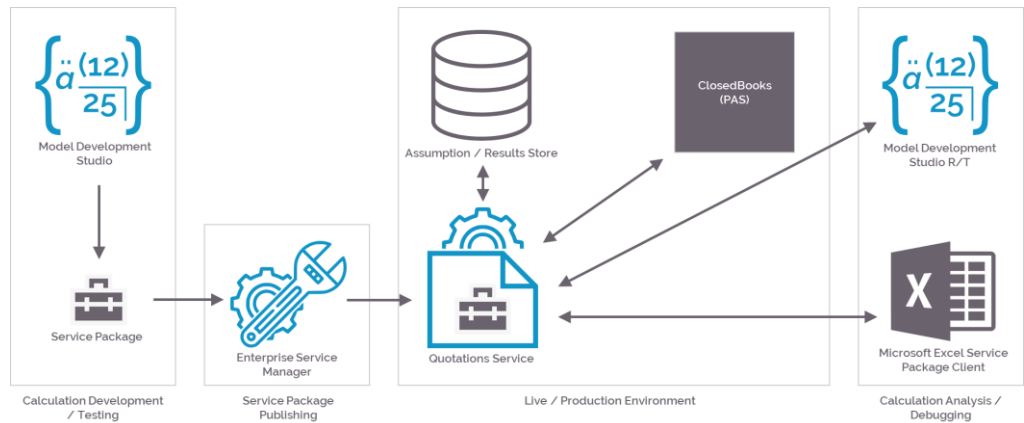 ä (12)
25
Model Development
Studio
Service Package
Calculation Development
/ Testing
Enterprise Service
Manager
Service Package
Publishing
Assumption / Results Store
ClosedBooks
(PAS)
Quotations Service
Live / Production Environment
ä (12)
25
Model Development
Studio R/T
X
Microsoft Excel Service
Package Client
Calculation Analysis /
Debugging